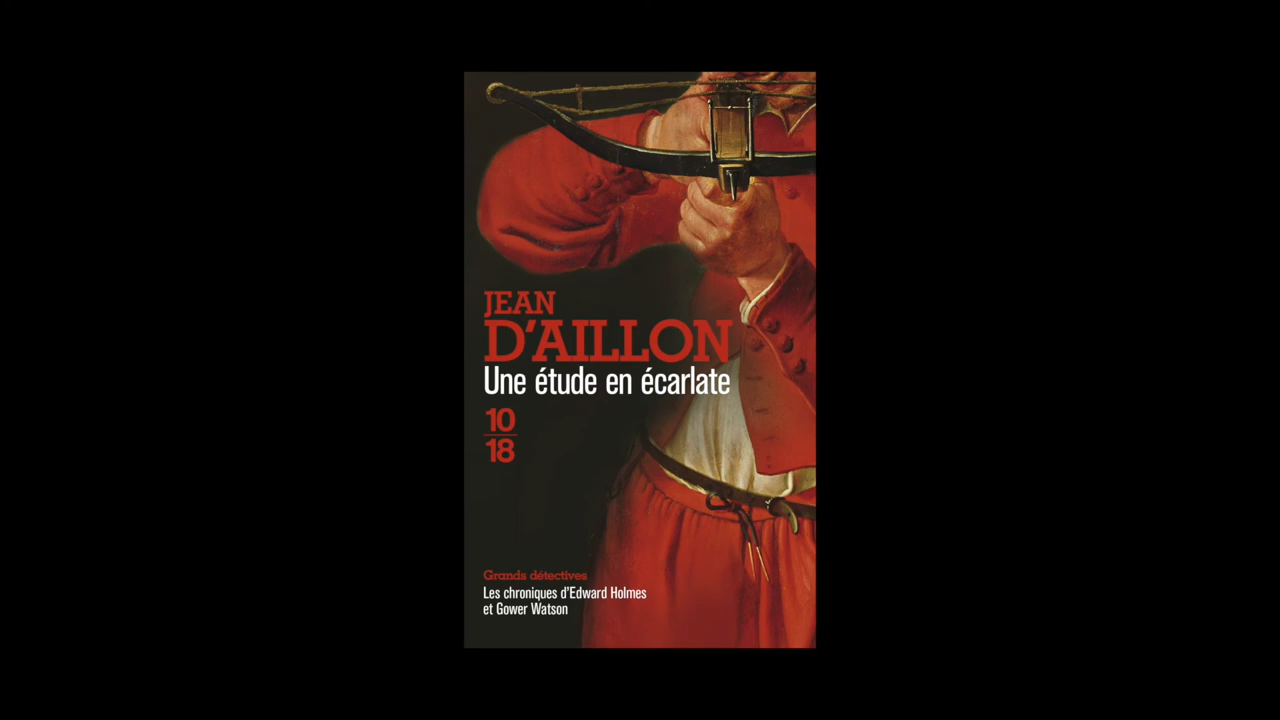 JEAN
D'AILLON
Une étude en écarlate
10
18
Grands détectives
Les chroniques d'Edward Holmes
et Gower Watson